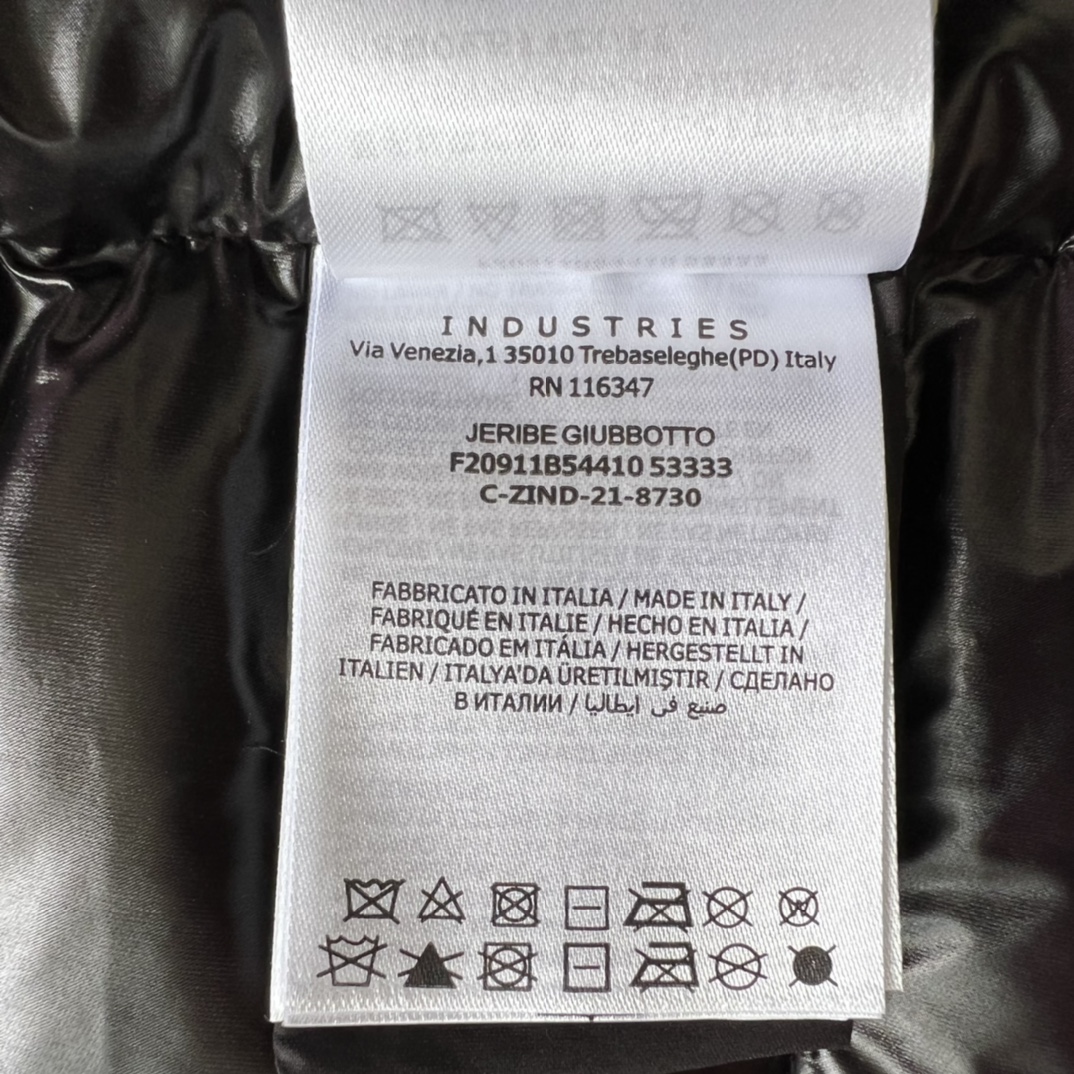 INDUSTRIES
Via Venezia,1 35010 Trebaseleghe(PD) Italy
RN 116347
JERIBE GIUBBOTTO
F20911B54410 53333
C-ZIND-21-8730
FABBRICATO IN ITALIA / MADE IN ITALY /
FABRIQUÉ EN ITALIE / HECHO EN ITALIA /
FABRICADO EM ITÁLIA / HERGESTELLT IN
ITALIEN / ITALYA'DA ÜRETILMIŞTIR / СДЕЛАНО
В ИТАЛИИ / صنيع في ايطاليا